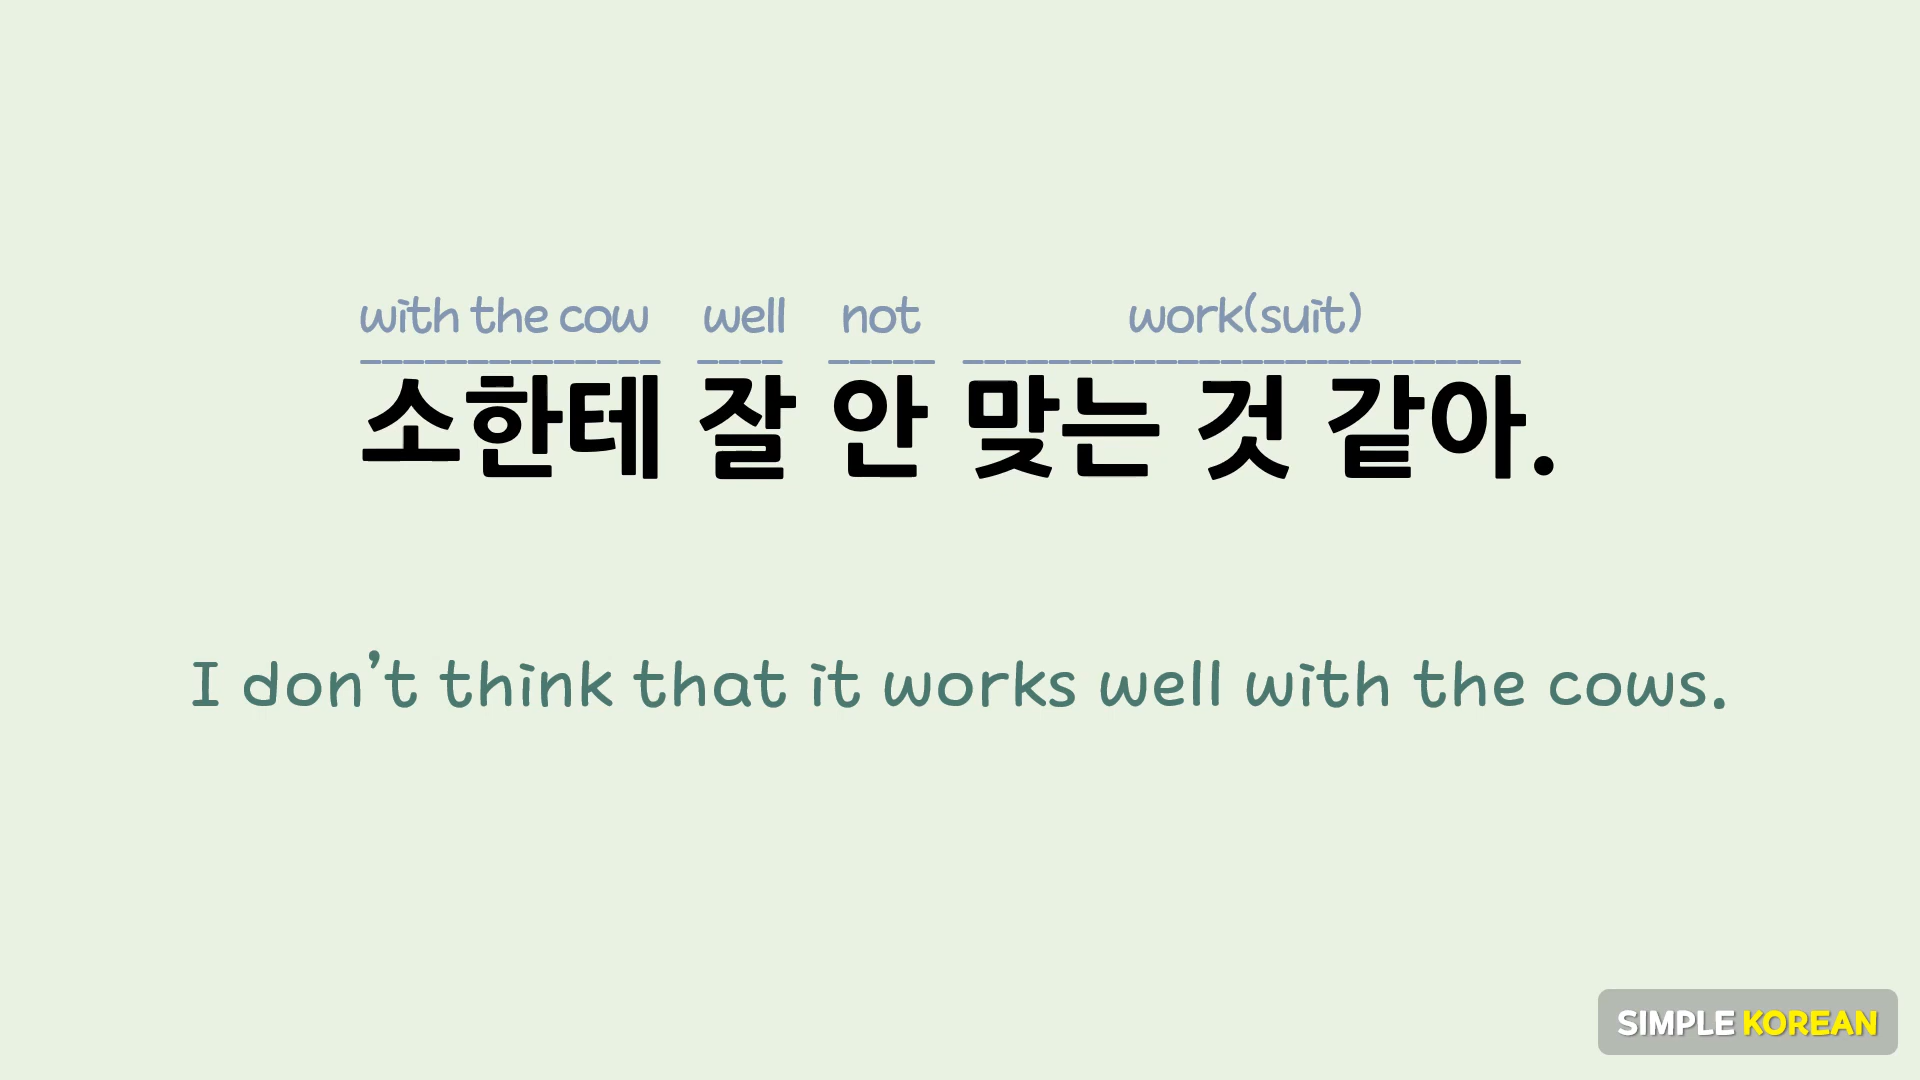 with the cow well not work(suit)
소한테 잘 안 맞는 것 같아.
I don't think that it works well with the cows.
SIMPLE KOREAN